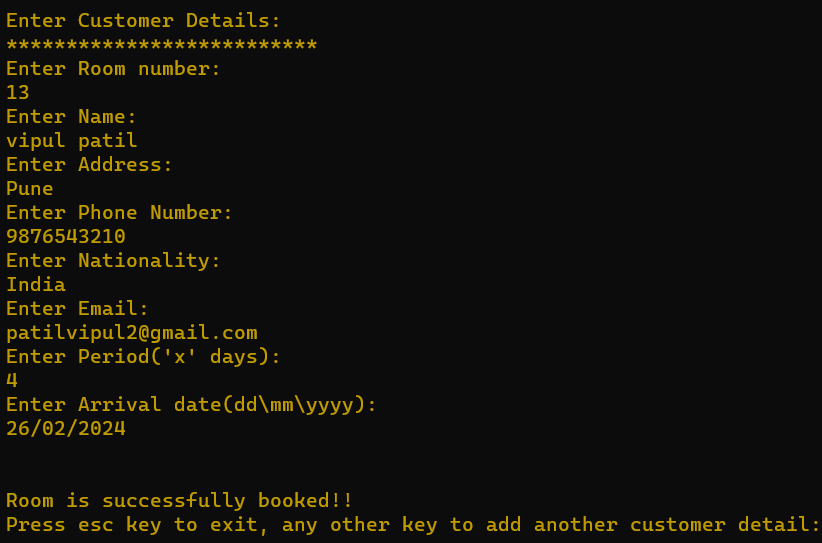 Enter Customer Details:
**************************
Enter Room number:
13
Enter Name:
vipul patil
Enter Address:
Pune
Enter Phone Number:
9876543210
Enter Nationality:
India
Enter Email:
patilvipul2@gmail.com
Enter Period('x' days):
4
Enter Arrival date(dd\mm\yyyy):
26/02/2024
Room is successfully booked!!
Press esc key to exit, any other key to add another customer detail: